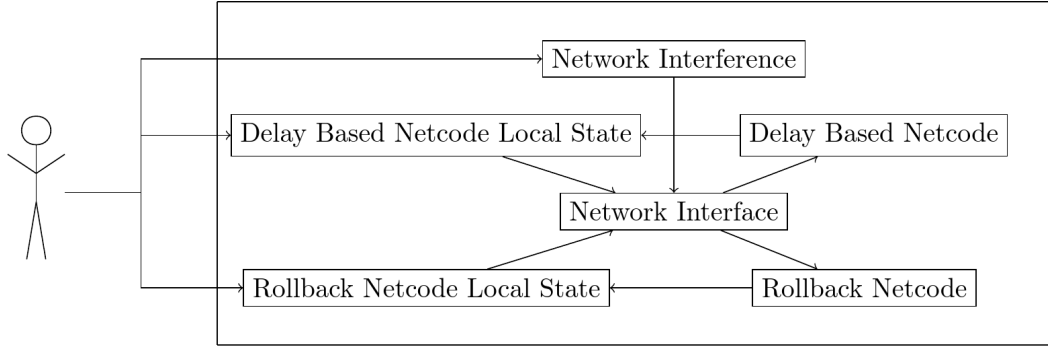 Network Interference
Delay Based Netcode Local State
Delay Based Netcode
Network Interface
Rollback Netcode Local State
Rollback Netcode